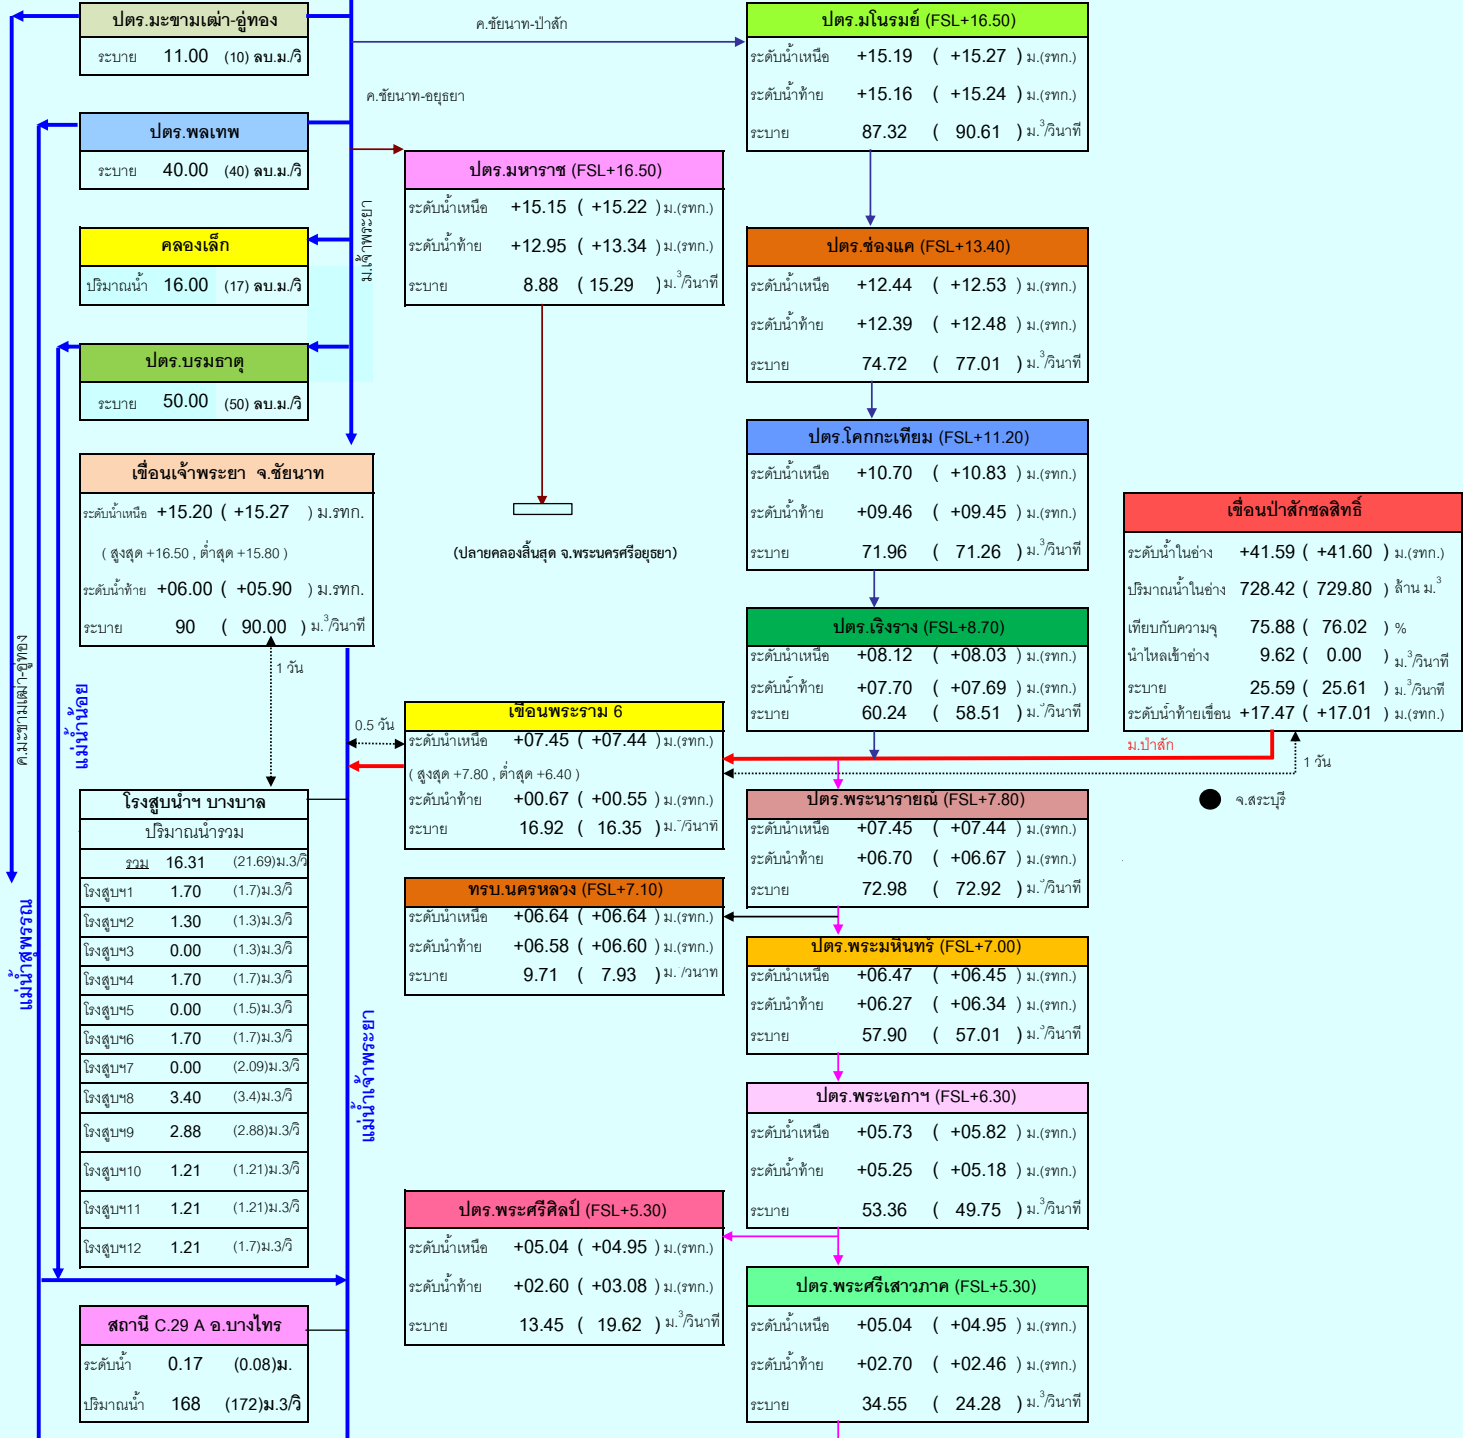 ปตร.มะขามเฒ่า-อู่ทอง
ระบาย 11.00 (10) ลบ.ม./วิ
ปตร.พลเทพ
ระบาย 40.00 (40) ลบ.ม./วิ
คลองเล็ก
ปริมาณน้ำ 16.00 (17) ลบ.ม./วิ
ปตร.บรมธาตุ
ระบาย 50.00 (50) ลบ.ม./วิ
เขื่อนเจ้าพระยา จ.ชัยนาท
ระดับน้ำเหนือ +15.20 ( +15.27 ) ม.รทก.
( สูงสุด +16.50 , ต่ำสุด +15.80 )
ระดับน้ำท้าย +06.00 ( +05.90 ) ม.รทก.
ระบาย 90 ( 90.00 ) ม.³/วินาที
1 วัน
โรงสูบน้ำฯ บางบาล
ปริมาณน้ำรวม
รวม 16.31 (21.69)ม.3/วิ
โรงสูบฯ1 1.70 (1.7)ม.3/วิ
โรงสูบฯ2 1.30 (1.3)ม.3/วิ
โรงสูบฯ3 0.00 (1.3)ม.3/วิ
โรงสูบฯ4 1.70 (1.7)ม.3/วิ
โรงสูบฯ5 0.00 (1.5)ม.3/วิ
โรงสูบฯ6 1.70 (1.7)ม.3/วิ
โรงสูบฯ7 0.00 (2.09)ม.3/วิ
โรงสูบฯ8 3.40 (3.4)ม.3/วิ
โรงสูบฯ9 2.88 (2.88)ม.3/วิ
โรงสูบฯ10 1.21 (1.21)ม.3/วิ
โรงสูบฯ11 1.21 (1.21)ม.3/วิ
โรงสูบฯ12 1.21 (1.7)ม.3/วิ
สถานี C.29 A อ.บางไทร
ระดับน้ำ 0.17 (0.08)ม.
ปริมาณน้ำ 168 (172)ม.3/วิ
ค.มะขามเฒ่า-อู่ทอง
แม่น้ำสุพรรณ
แม่น้ำน้อย
ม.เจ้าพระยา
แม่น้ำเจ้าพระยา
ค.ชัยนาท-ป่าสัก
ค.ชัยนาท-อยุธยา
ปตร.มหาราช (FSL+16.50)
ระดับน้ำเหนือ +15.15 ( +15.22 ) ม.(รทก.)
ระดับน้ำท้าย +12.95 ( +13.34 ) ม.(รทก.)
ระบาย 8.88 ( 15.29 ) ม.³/วินาที
(ปลายคลองสิ้นสุด จ.พระนครศรีอยุธยา)
0.5 วัน
เขื่อนพระราม 6
ระดับน้ำเหนือ +07.45 ( +07.44 ) ม.(รทก.)
( สูงสุด +7.80 , ต่ำสุด +6.40 )
ระดับน้ำท้าย +00.67 ( +00.55 ) ม.(รทก.)
ระบาย 16.92 ( 16.35 ) ม.³/วินาที
ทรบ.นครหลวง (FSL+7.10)
ระดับน้ำเหนือ +06.64 ( +06.64 ) ม.(รทก.)
ระดับน้ำท้าย +06.58 ( +06.60 ) ม.(รทก.)
ระบาย 9.71 ( 7.93 ) ม. /วินาที
ปตร.พระศรีศิลป์ (FSL+5.30)
ระดับน้ำเหนือ +05.04 ( +04.95 ) ม.(รทก.)
ระดับน้ำท้าย +02.60 ( +03.08 ) ม.(รทก.)
ระบาย 13.45 ( 19.62 ) ม.³/วินาที
ปตร.มโนรมย์ (FSL+16.50)
ระดับน้ำเหนือ +15.19 ( +15.27 ) ม.(รทก.)
ระดับน้ำท้าย +15.16 ( +15.24 ) ม.(รทก.)
ระบาย 87.32 ( 90.61 ) ม.³/วินาที
ปตร.ช่องแค (FSL+13.40)
ระดับน้ำเหนือ +12.44 ( +12.53 ) ม.(รทก.)
ระดับน้ำท้าย +12.39 ( +12.48 ) ม.(รทก.)
ระบาย 74.72 ( 77.01 ) ม.³/วินาที
ปตร.โคกกะเทียม (FSL+11.20)
ระดับน้ำเหนือ +10.70 ( +10.83 ) ม.(รทก.)
ระดับน้ำท้าย +09.46 ( +09.45 ) ม.(รทก.)
ระบาย 71.96 ( 71.26 ) ม.³/วินาที
ปตร.เริงราง (FSL+8.70)
ระดับน้ำเหนือ +08.12 ( +08.03 ) ม.(รทก.)
ระดับน้ำท้าย +07.70 ( +07.69 ) ม.(รทก.)
ระบาย 60.24 ( 58.51 ) ม.³/วินาที
ปตร.พระนารายณ์ (FSL+7.80)
ระดับน้ำเหนือ +07.45 ( +07.44 ) ม.(รทก.)
ระดับน้ำท้าย +06.70 ( +06.67 ) ม.(รทก.)
ระบาย 72.98 ( 72.92 ) ม.³/วินาที
ปตร.พระมหินทร์ (FSL+7.00)
ระดับน้ำเหนือ +06.47 ( +06.45 ) ม.(รทก.)
ระดับน้ำท้าย +06.27 ( +06.34 ) ม.(รทก.)
ระบาย 57.90 ( 57.01 ) ม.³/วินาที
ปตร.พระเอกาฯ (FSL+6.30)
ระดับน้ำเหนือ +05.73 ( +05.82 ) ม.(รทก.)
ระดับน้ำท้าย +05.25 ( +05.18 ) ม.(รทก.)
ระบาย 53.36 ( 49.75 ) ม.³/วินาที
ปตร.พระศรีเสาวภาค (FSL+5.30)
ระดับน้ำเหนือ +05.04 ( +04.95 ) ม.(รทก.)
ระดับน้ำท้าย +02.70 ( +02.46 ) ม.(รทก.)
ระบาย 34.55 ( 24.28 ) ม.³/วินาที
เขื่อนป่าสักชลสิทธิ์
ระดับน้ำในอ่าง +41.59 ( +41.60 ) ม.(รทก.)
ปริมาณน้ำในอ่าง 728.42 ( 729.80 ) ล้าน ม.³
เทียบกับความจุ 75.88 ( 76.02 ) %
น้ำไหลเข้าอ่าง 9.62 ( 0.00 ) ม.³/วินาที
ระบาย 25.59 ( 25.61 ) ม.³/วินาที
ระดับน้ำท้ายเขื่อน +17.47 ( +17.01 ) ม.(รทก.)
ม.ป่าสัก
1 วัน
จ.สระบุรี